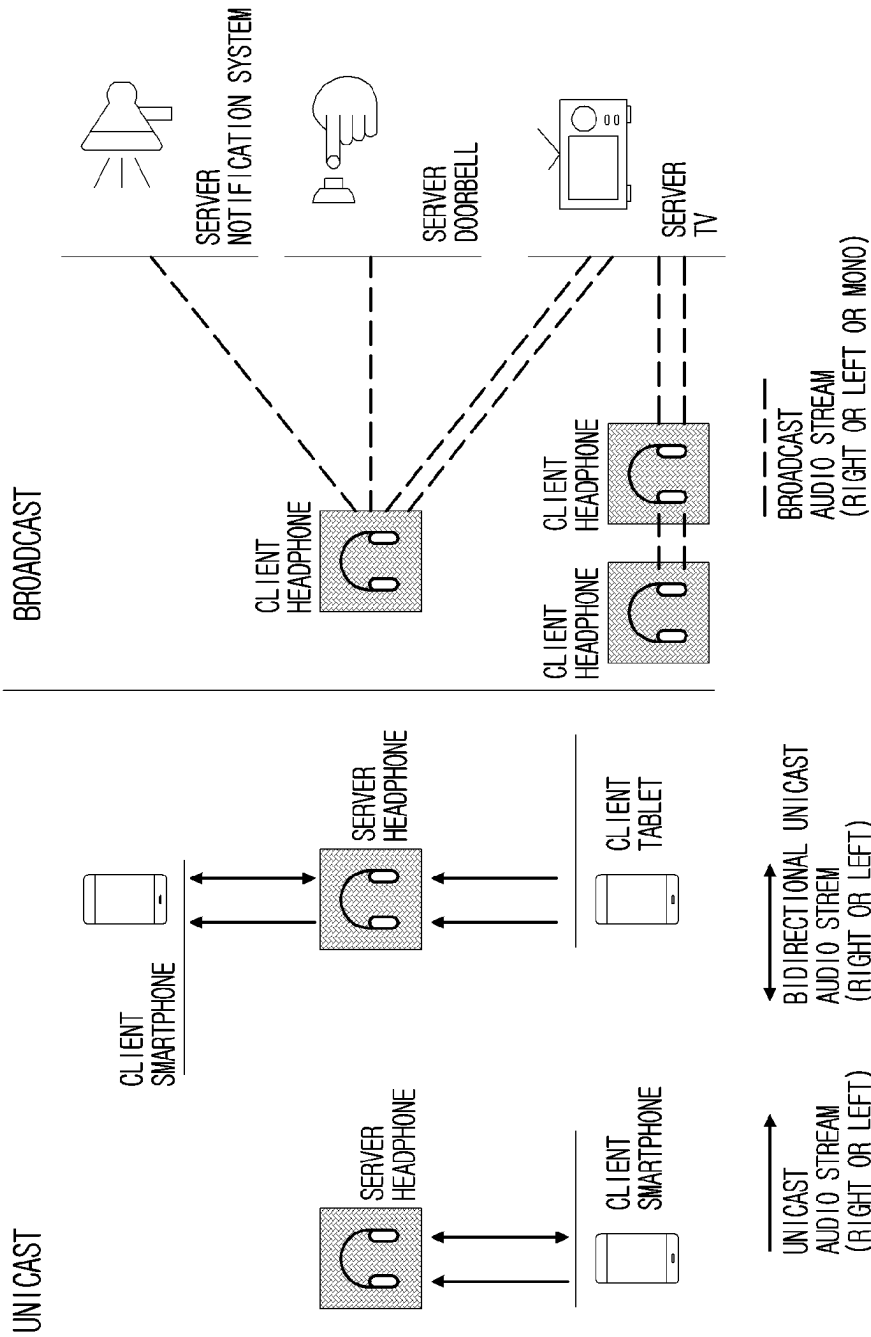 UNICAST
SERVER
HEADPHONE
CLIENT
SMARTPHONE
CLIENT
SMARTPHONE
SERVER
HEADPHONE
CLIENT
TABLET
UNICAST
AUDIO STREAM
(RIGHT OR LEFT)
BIDIRECTIONAL UNICAST
AUDIO STREM
(RIGHT OR LEFT)
BROADCAST
CLIENT
HEADPHONE
CLIENT
HEADPHONE
CLIENT
HEADPHONE
SERVER
NOTIFICATION SYSTEM
SERVER
DOORBELL
SERVER
TV
BROADCAST
AUDIO STREAM
(RIGHT OR LEFT OR MONO)